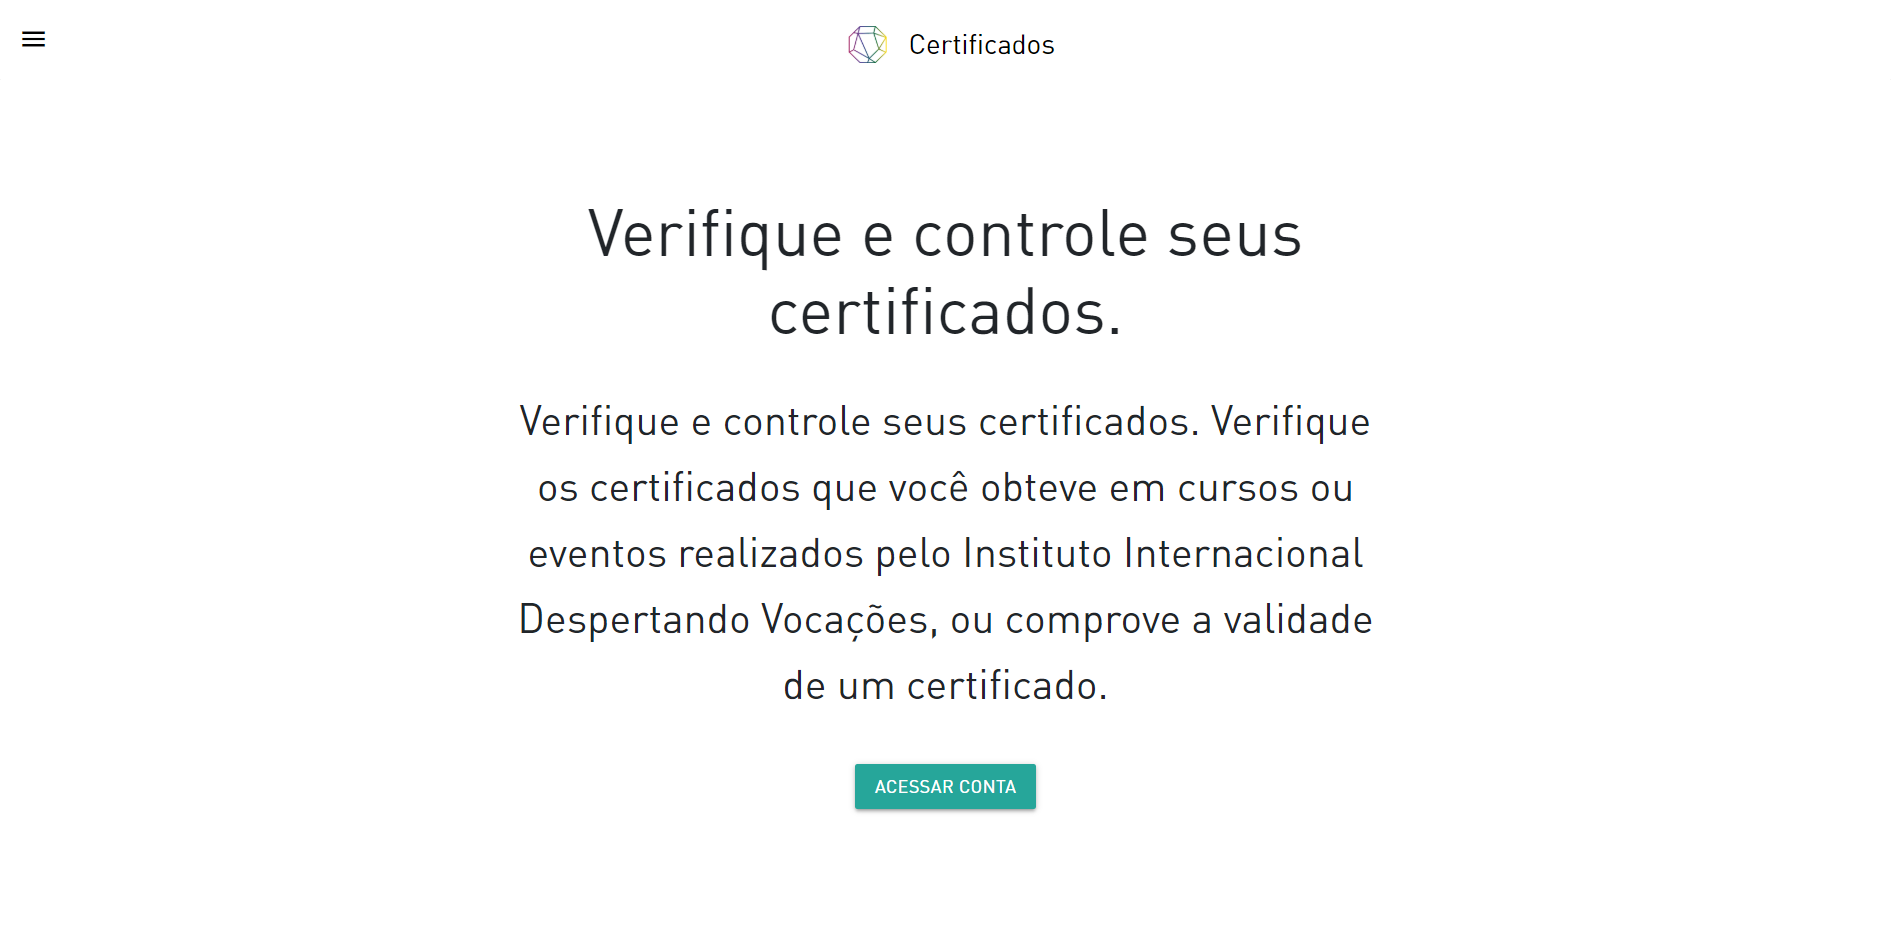 Certificados
Verifique e controle seus
certificados.
Verifique e controle seus certificados. Verifique
os certificados que você obteve em cursos ou
eventos realizados pelo Instituto Internacional
Despertando Vocações, ou comprove a validade
de um certificado.
ACESSAR CONTA